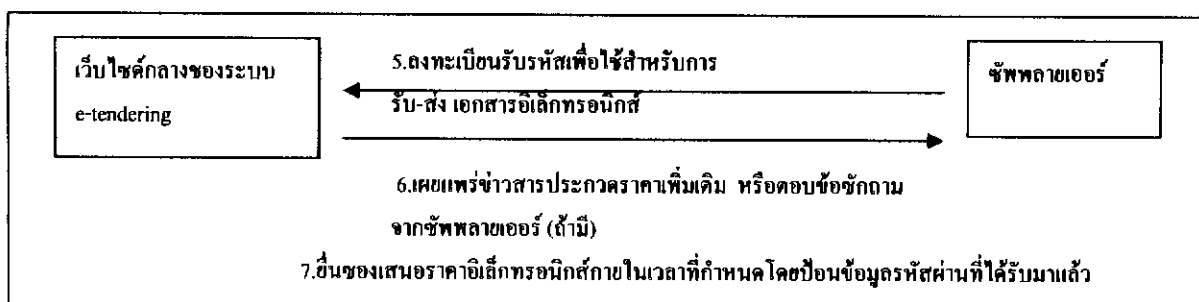 เว็บไซต์กลางของระบบ
e-tendering
5.ลงทะเบียนรับรหัสเพื่อใช้สำหรับการ
รับ-ส่ง เอกสารอิเล็กทรอนิกส์
ซัพพลายเออร์
6.เผยแพร่ข่าวสารประกวดราคาเพิ่มเติม หรือตอบข้อซักถาม
จากซัพพลายเออร์ (ถ้ามี)
7.ยื่นซองเสนอราคาอิเล็กทรอนิกส์ภายในเวลาที่กำหนดโดยป้อนข้อมูลรหัสผ่านที่ได้รับมาแล้ว